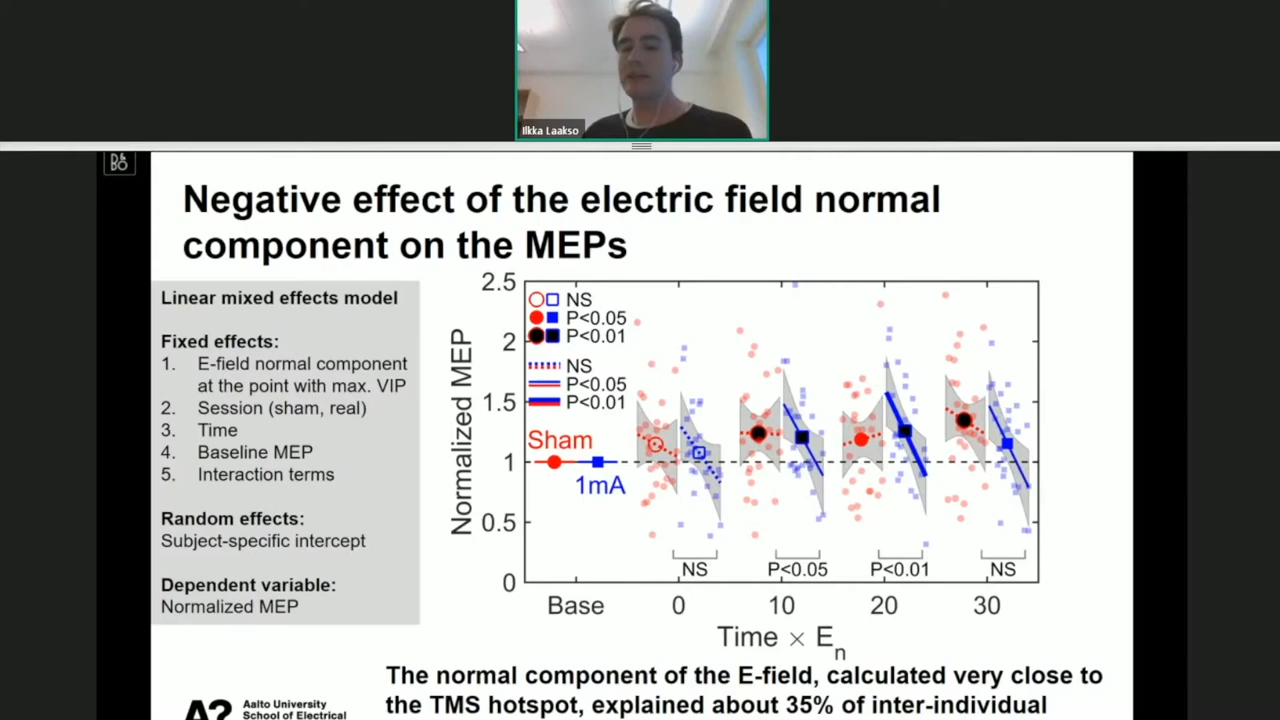 Ilkka Laakso
B&O
Negative effect of the electric field normal
component on the MEPs
Linear mixed effects model
Fixed effects:
1. E-field normal component
at the point with max. VIP
2. Session (sham, real)
3. Time
4. Baseline MEP
5. Interaction terms
Random effects:
Subject-specific intercept
Dependent variable:
Normalized MEP
Normalized MEP
2.5
2
1.5
1
0.5
0
NS
P<0.05
P<0.01
NS
P<0.05
P<0.01
Sham
1mA
NS
P<0.05
P<0.01
NS
Base
0
10
20
30
Time × En
The normal component of the E-field, calculated very close to
the TMS hotspot, explained about 35% of inter-individual
A?
Aalto University
School of Electrical